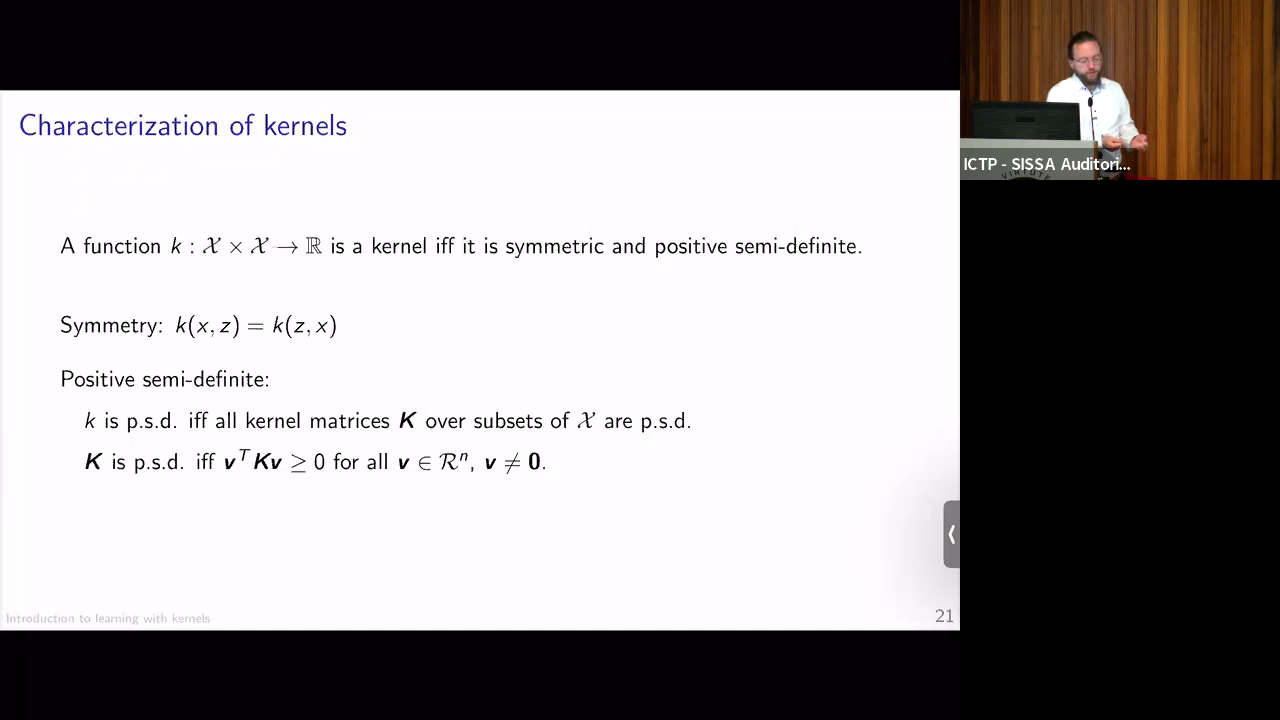 Characterization of kernels
A function k : 𝒳 × 𝒳 → ℝ is a kernel iff it is symmetric and positive semi-definite.
Symmetry: k(x, z) = k(z, x)
Positive semi-definite:
k is p.s.d. iff all kernel matrices K over subsets of 𝒳 are p.s.d.
K is p.s.d. iff vᵀKv ≥ 0 for all v ∈ ℛⁿ, v ≠ 0.
Introduction to learning with kernels
21
ICTP - SISSA Auditori...
VIRTUTE